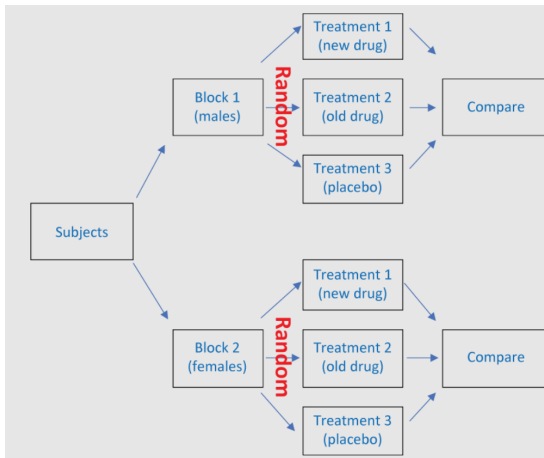 Treatment 1
(new drug)
Block 1
(males)
Random
Treatment 2
(old drug)
Compare
Treatment 3
(placebo)
Subjects
Treatment 1
(new drug)
Block 2
(females)
Random
Treatment 2
(old drug)
Compare
Treatment 3
(placebo)